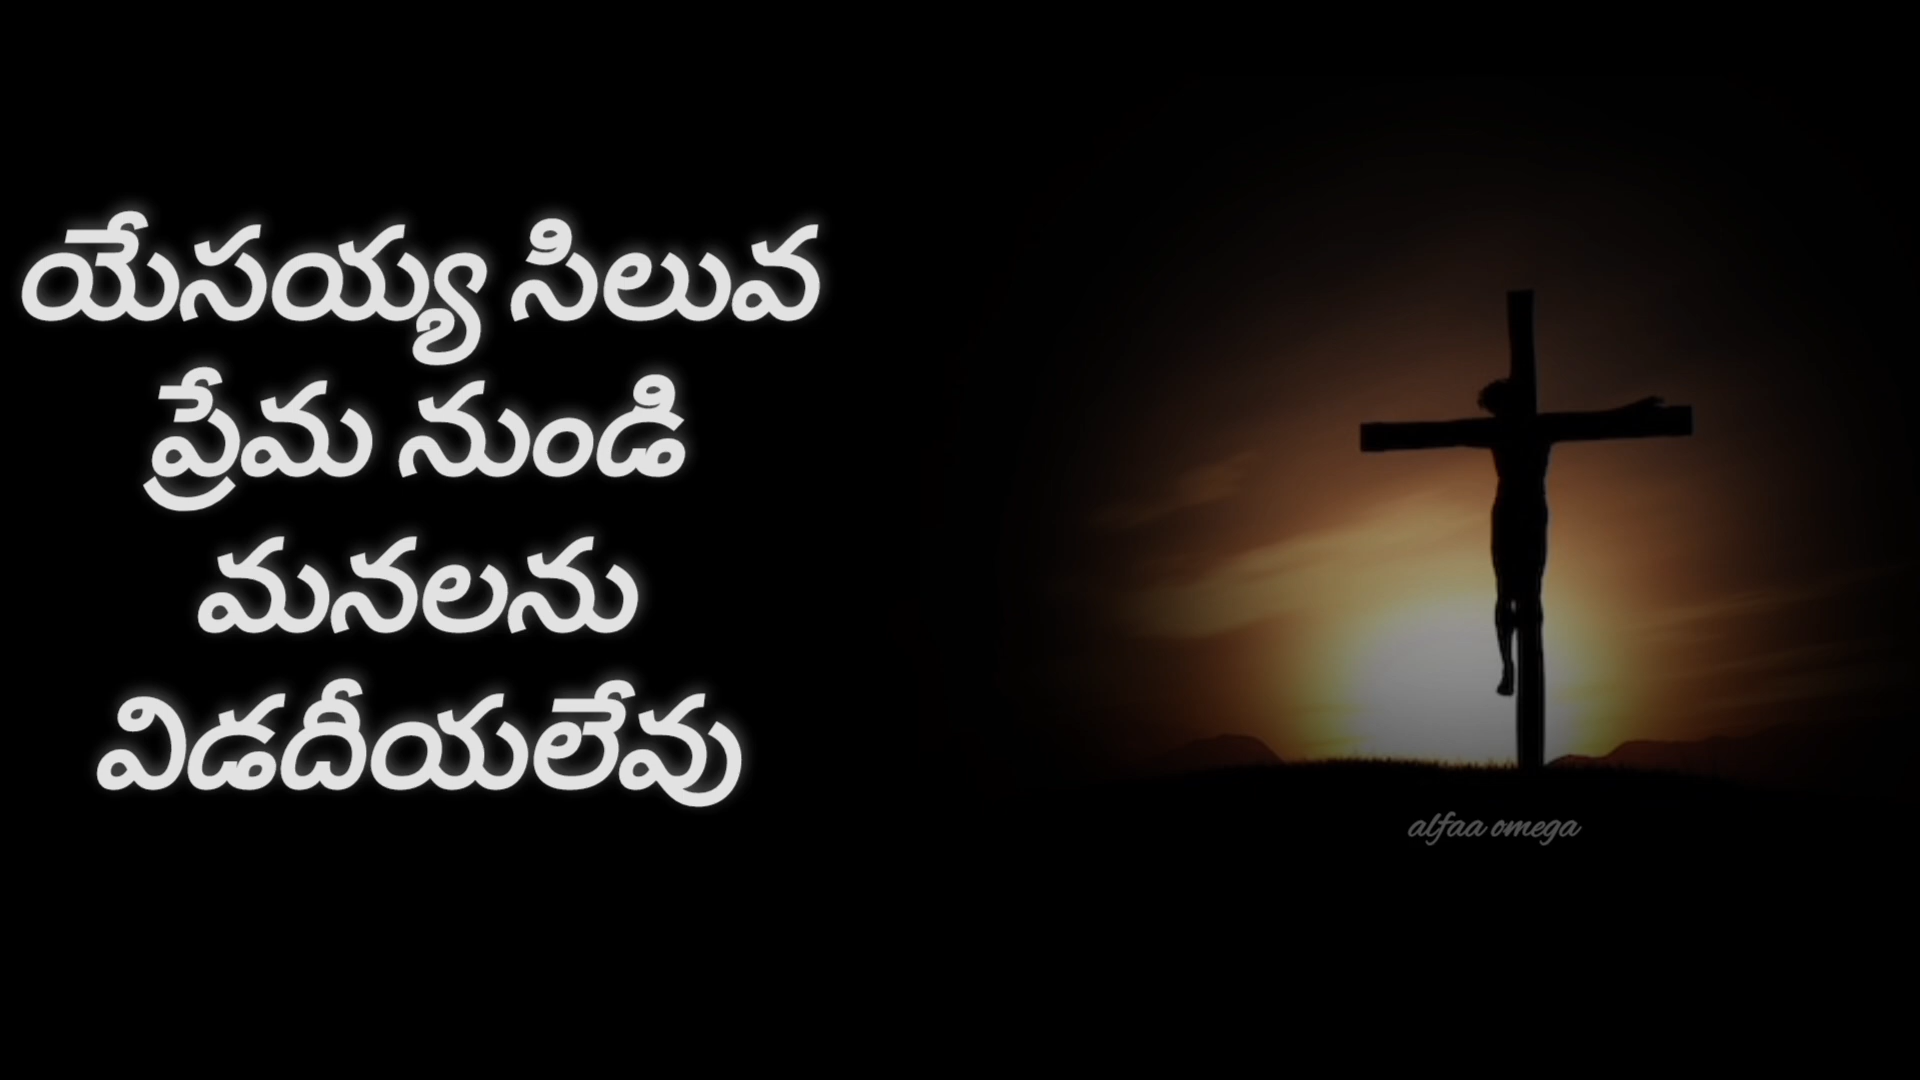 యేసయ్య సిలువ
ప్రేమ నుండి
మనలను
విడదీయలేవు
alfaa omega